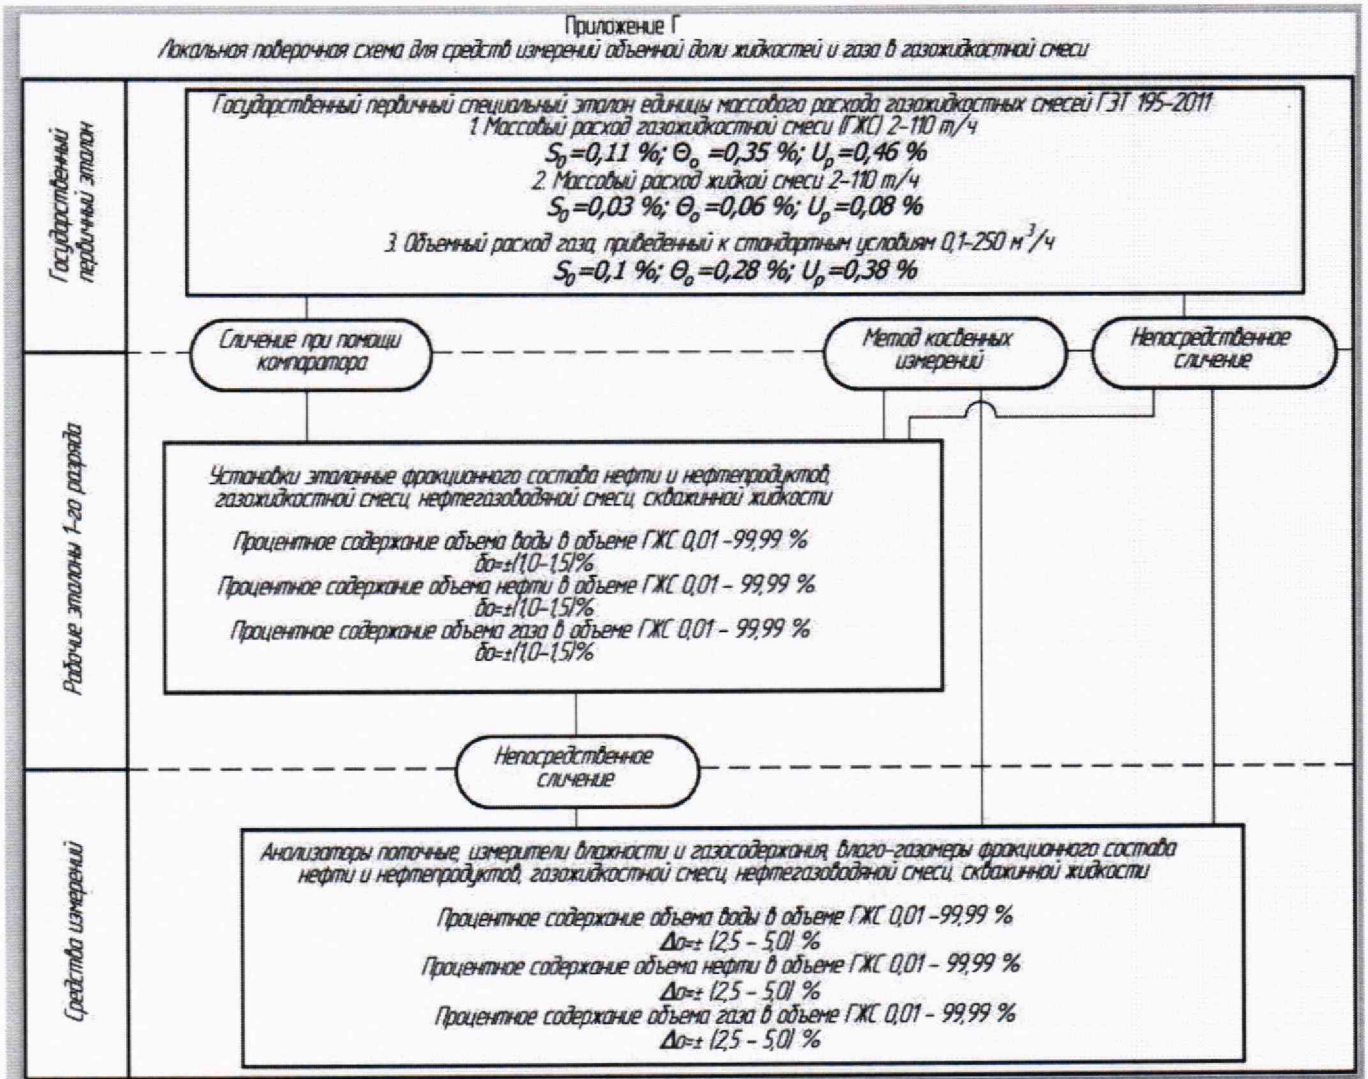 Приложение Г
Локальная поверочная схема для средств измерений объемной доли жидкостей и газа в газожидкостной смеси
Государственный
первичный эталон
Государственный первичный специальный эталон единицы массового расхода газожидкостных смесей ГЭТ 195-2011
1. Массовый расход газожидкостной смеси (ГЖС) 2-110 т/ч
S₀=0,11 %; Θₒ =0,35 %; Uₚ=0,46 %
2. Массовый расход жидкой смеси 2-110 т/ч
S₀=0,03 %; Θₒ =0,06 %; Uₚ=0,08 %
3. Объемный расход газа, приведенный к стандартным условиям 0,1-250 м³/ч
S₀=0,1 %; Θₒ=0,28 %; Uₚ=0,38 %
Сличение при помощи
компаратора
Метод косвенных
измерений
Непосредственное
сличение
Рабочие эталоны 1-го разряда
Установки эталонные фракционного состава нефти и нефтепродуктов,
газожидкостной смеси, нефтегазоводяной смеси, скважинной жидкости
Процентное содержание объема воды в объеме ГЖС 0,01 -99,99 %
δо=±(1,0-1,5)%
Процентное содержание объема нефти в объеме ГЖС 0,01 - 99,99 %
δо=±(1,0-1,5)%
Процентное содержание объема газа в объеме ГЖС 0,01 - 99,99 %
δо=±(1,0-1,5)%
Непосредственное
сличение
Средства измерений
Анализаторы поточные, измерители влажности и газосодержания, влаго-газомеры фракционного состава
нефти и нефтепродуктов, газожидкостной смеси, нефтегазоводяной смеси, скважинной жидкости
Процентное содержание объема воды в объеме ГЖС 0,01 -99,99 %
Δо=± (2,5 - 5,0) %
Процентное содержание объема нефти в объеме ГЖС 0,01 - 99,99 %
Δо=± (2,5 - 5,0) %
Процентное содержание объема газа в объеме ГЖС 0,01 - 99,99 %
Δо=± (2,5 - 5,0) %